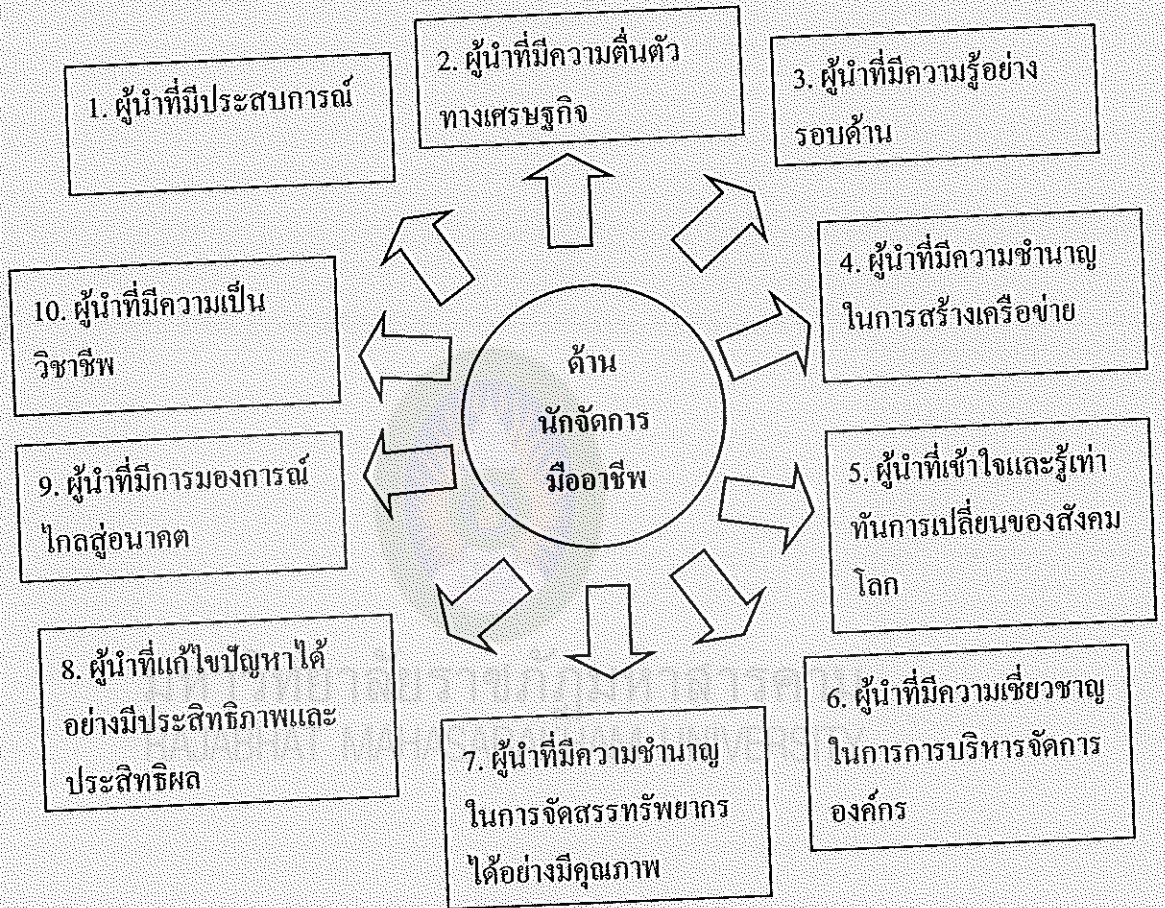 1. ผู้นำที่มีประสบการณ์
2. ผู้นำที่มีความตื่นตัว
ทางเศรษฐกิจ
3. ผู้นำที่มีความรู้อย่าง
รอบด้าน
4. ผู้นำที่มีความชำนาญ
ในการสร้างเครือข่าย
5. ผู้นำที่เข้าใจและรู้เท่า
ทันการเปลี่ยนของสังคม
โลก
6. ผู้นำที่มีความเชี่ยวชาญ
ในการการบริหารจัดการ
องค์กร
7. ผู้นำที่มีความชำนาญ
ในการจัดสรรทรัพยากร
ได้อย่างมีคุณภาพ
8. ผู้นำที่แก้ไขปัญหาได้
อย่างมีประสิทธิภาพและ
ประสิทธิผล
9. ผู้นำที่มีการมองการณ์
ไกลสู่อนาคต
10. ผู้นำที่มีความเป็น
วิชาชีพ
ด้าน
นักจัดการ
มืออาชีพ